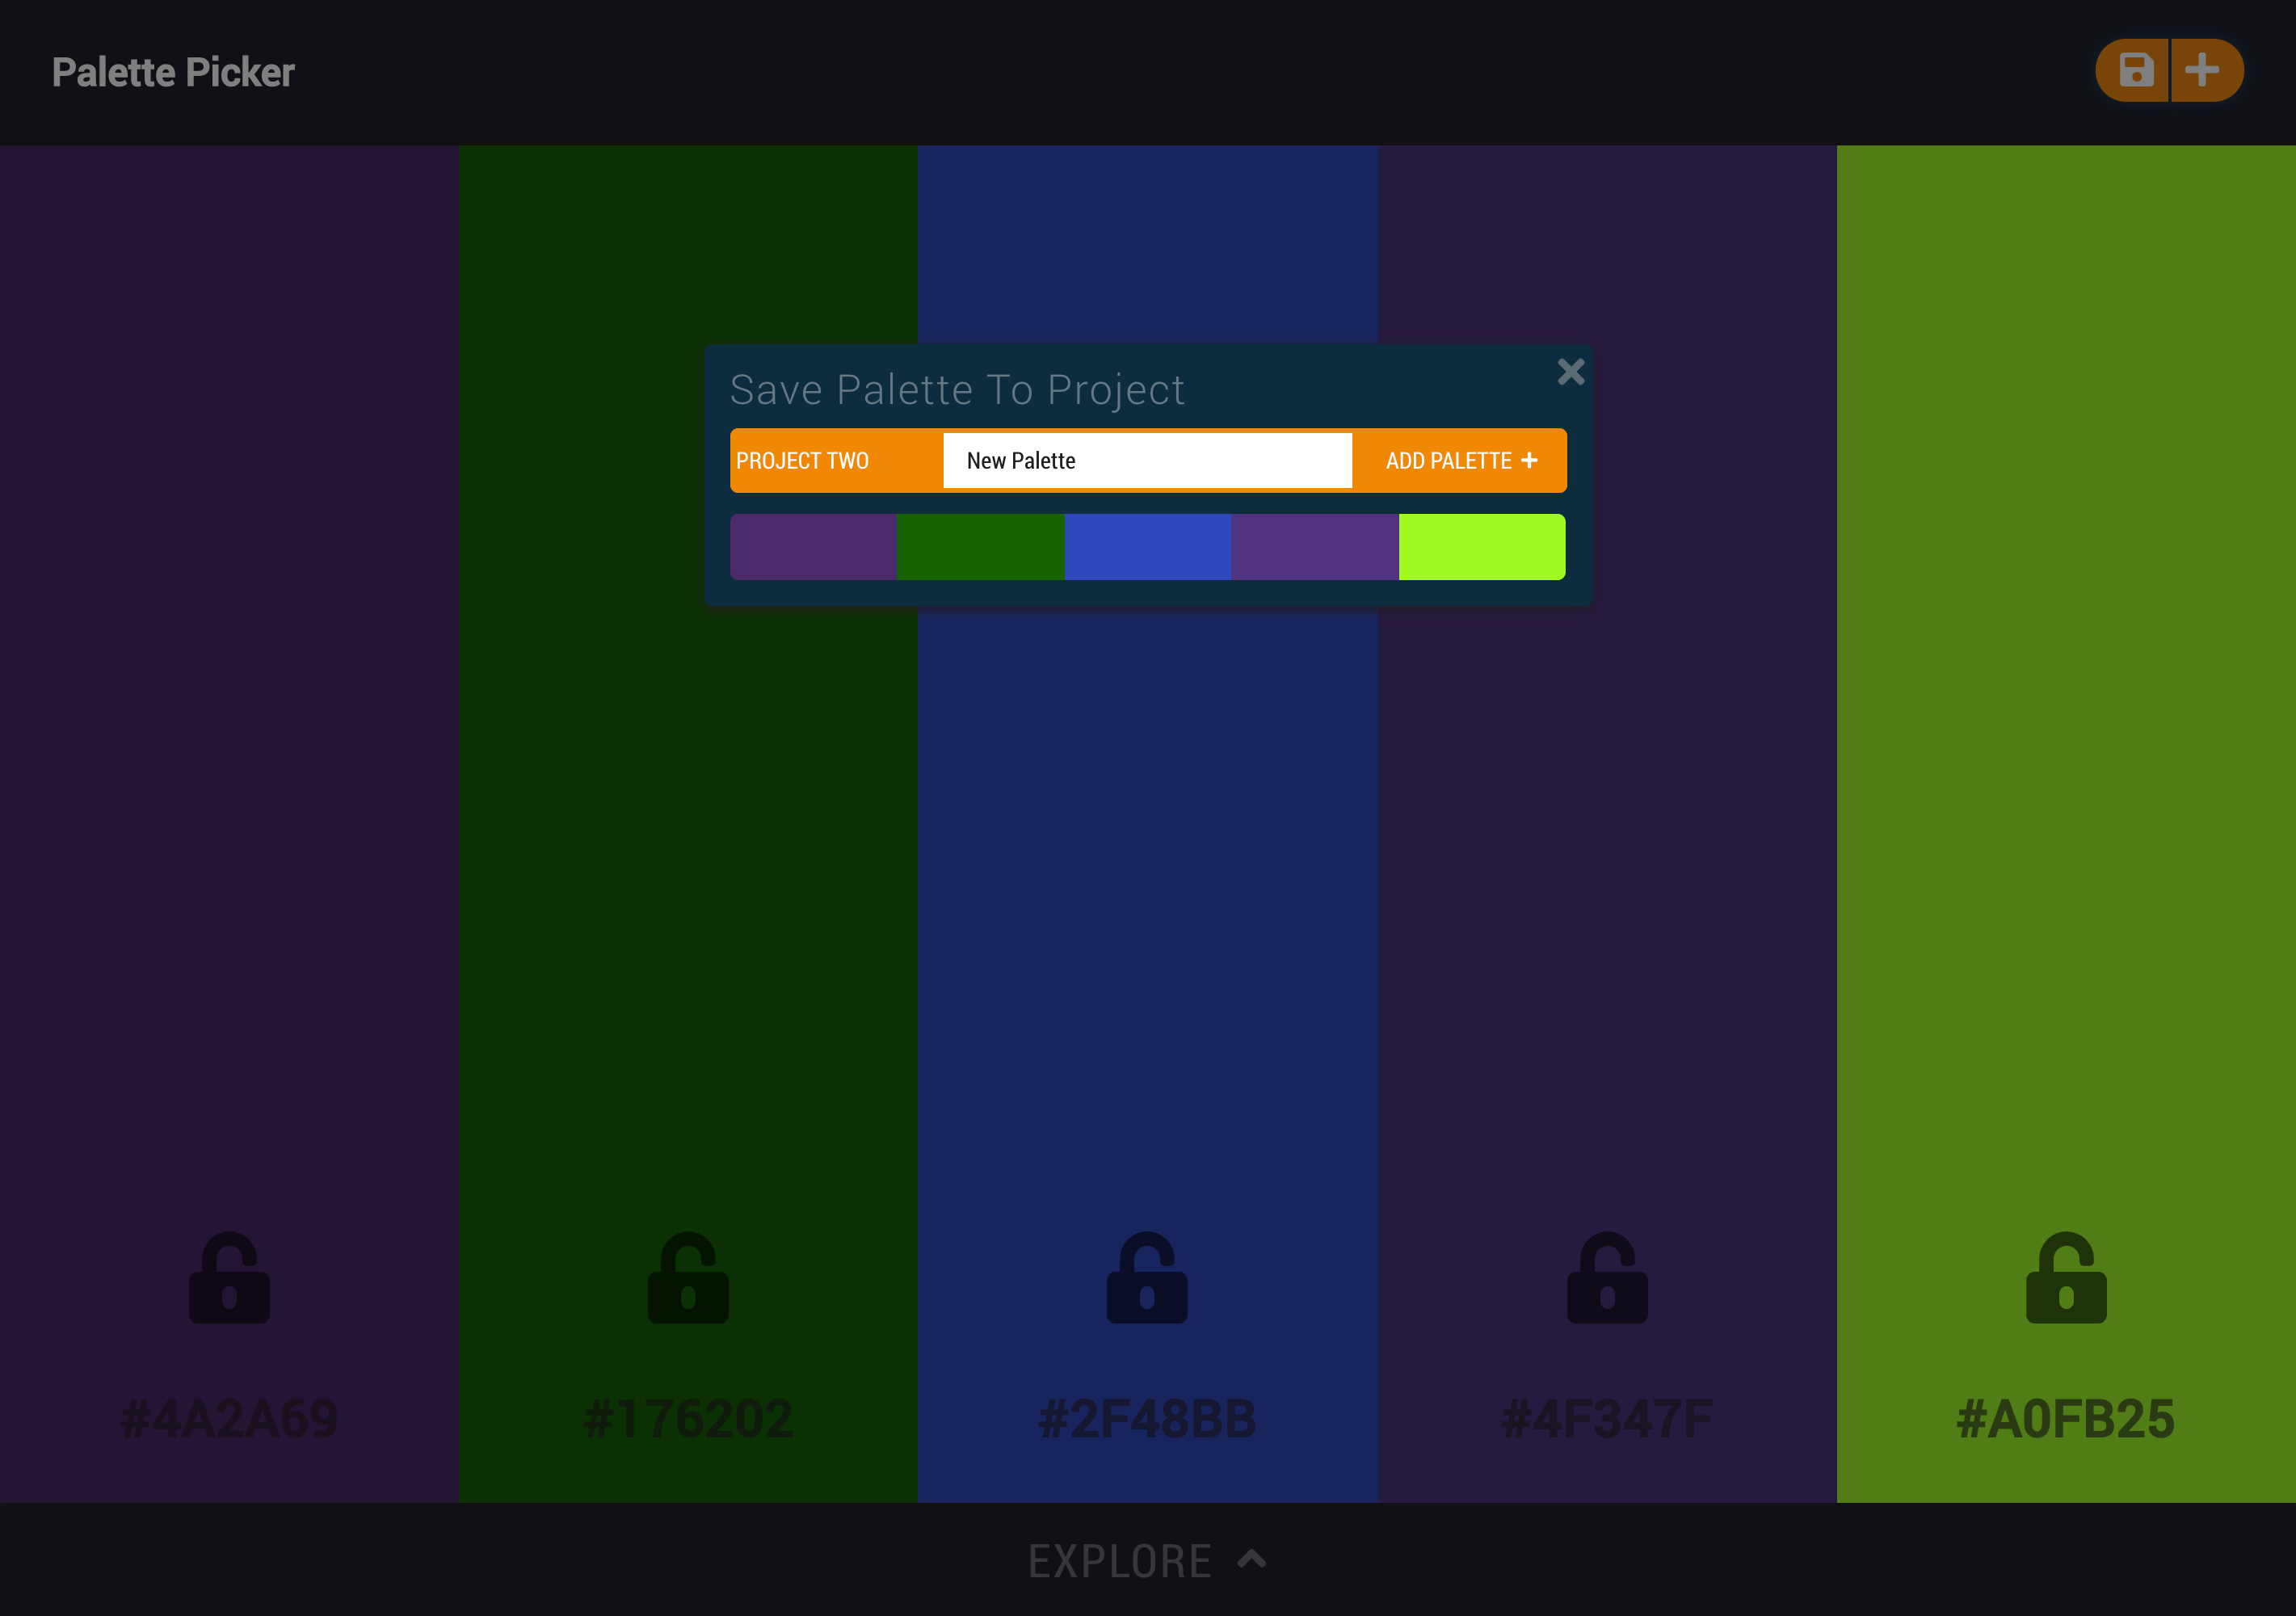 Palette Picker
Save Palette To Project
PROJECT TWO
New Palette
ADD PALETTE
#4A2A69
#176202
#2F48BB
#4F347F
#A0FB25
EXPLORE